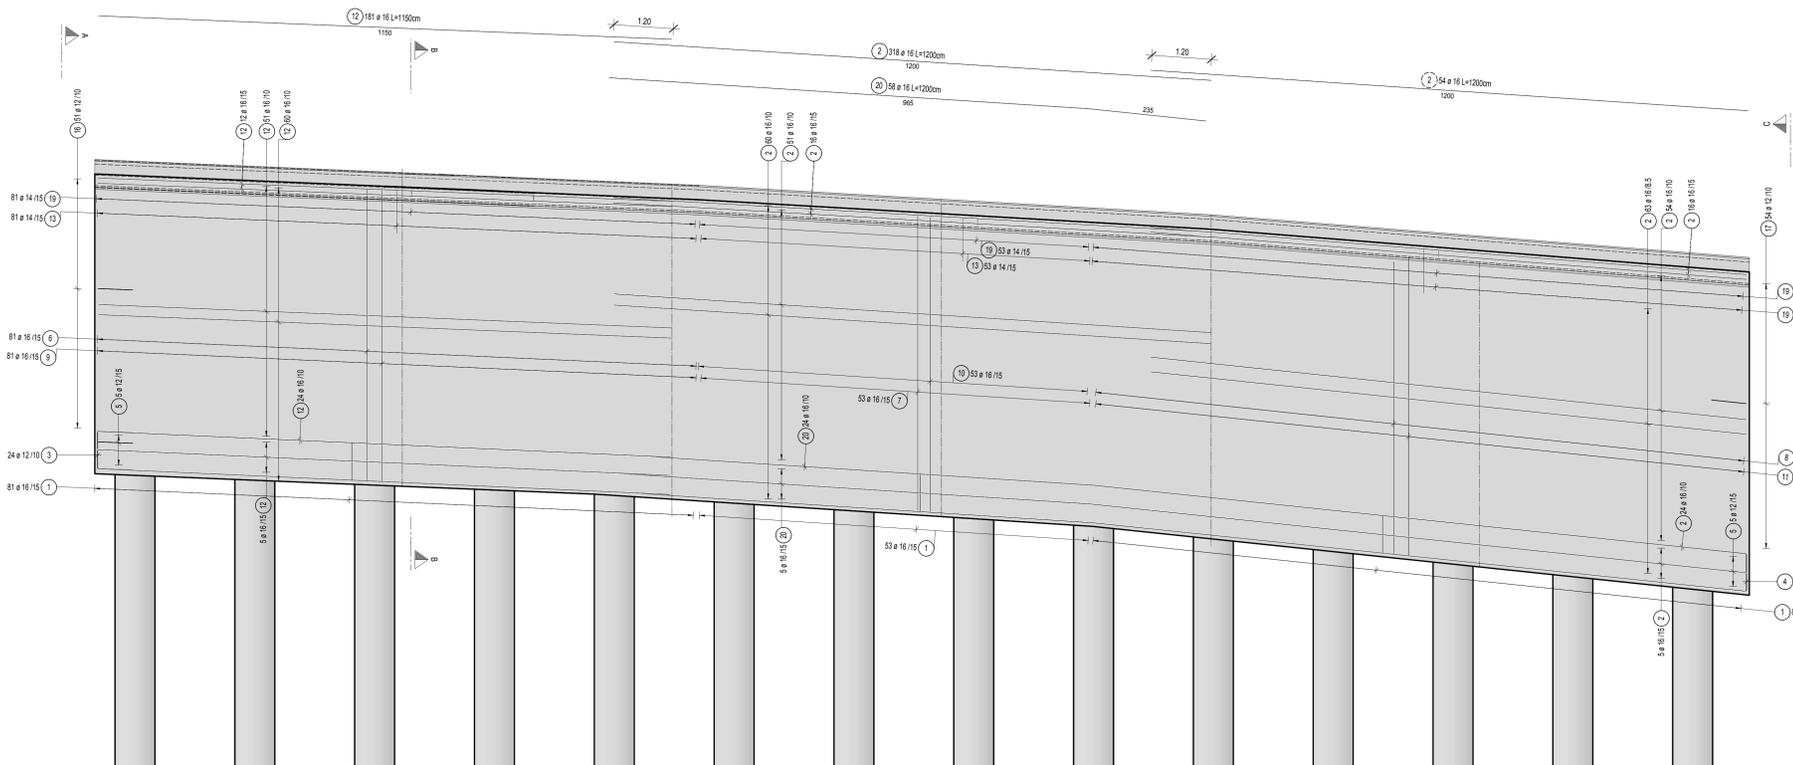 12 181 ø 16 L=1150cm
1150
1.20
2 318 ø 16 L=1200cm
1200
1.20
2 54 ø 16 L=1200cm
1200
20 58 ø 16 L=1200cm
965
235
A
B
C
16 51 ø 12 /10
12 12 ø 16 /15
12 51 ø 16 /10
12 60 ø 16 /10
2 60 ø 16 /10
2 51 ø 16 /10
2 16 ø 16 /15
2 63 ø 16 /8.5
2 54 ø 16 /10
2 16 ø 16 /15
17 54 ø 12 /10
81 ø 14 /15 19
81 ø 14 /15 13
19 53 ø 14 /15
13 53 ø 14 /15
19
19
81 ø 16 /15 6
81 ø 16 /15 9
10 53 ø 16 /15
53 ø 16 /15 7
5 5 ø 12 /15
12 24 ø 16 /10
20 24 ø 16 /10
8
11
24 ø 12 /10 3
81 ø 16 /15 1
5 ø 16 /15 12
5 ø 16 /15 20
53 ø 16 /15 1
B
2 24 ø 16 /10
5 5 ø 12 /15
4
5 ø 16 /15 2
1